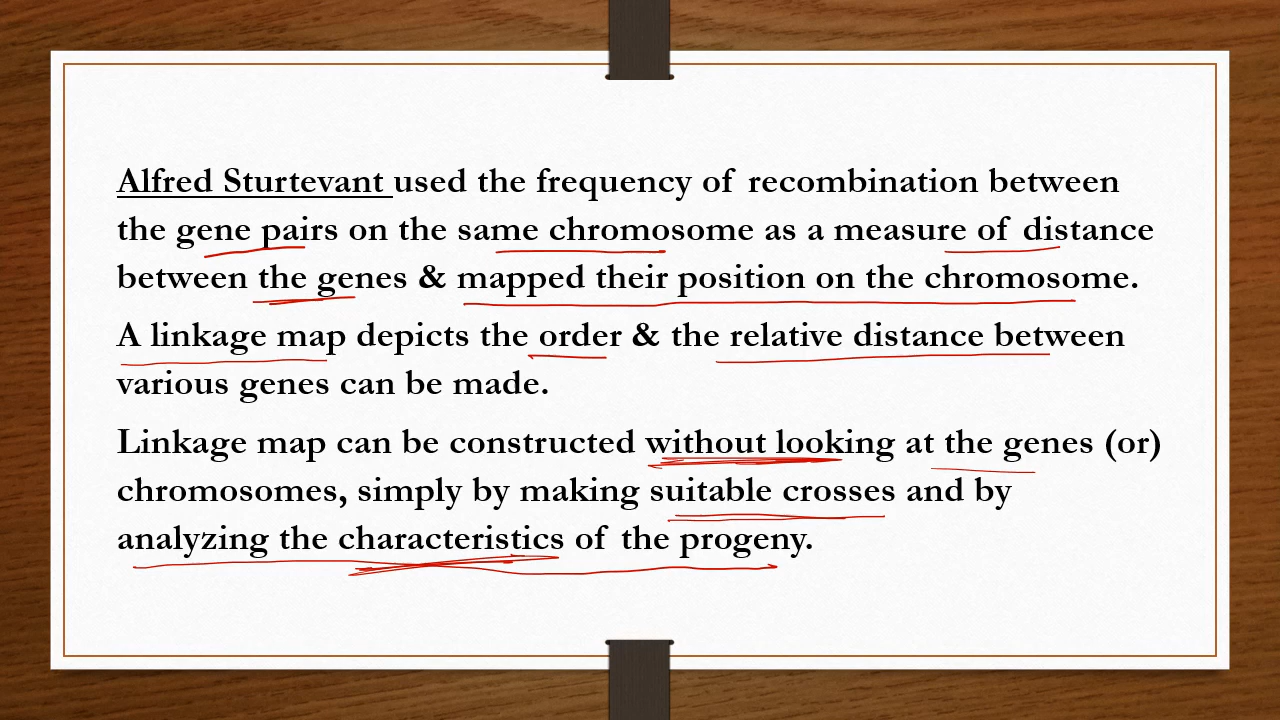 Alfred Sturtevant used the frequency of recombination between
the gene pairs on the same chromosome as a measure of distance
between the genes & mapped their position on the chromosome.
A linkage map depicts the order & the relative distance between
various genes can be made.
Linkage map can be constructed without looking at the genes (or)
chromosomes, simply by making suitable crosses and by
analyzing the characteristics of the progeny.